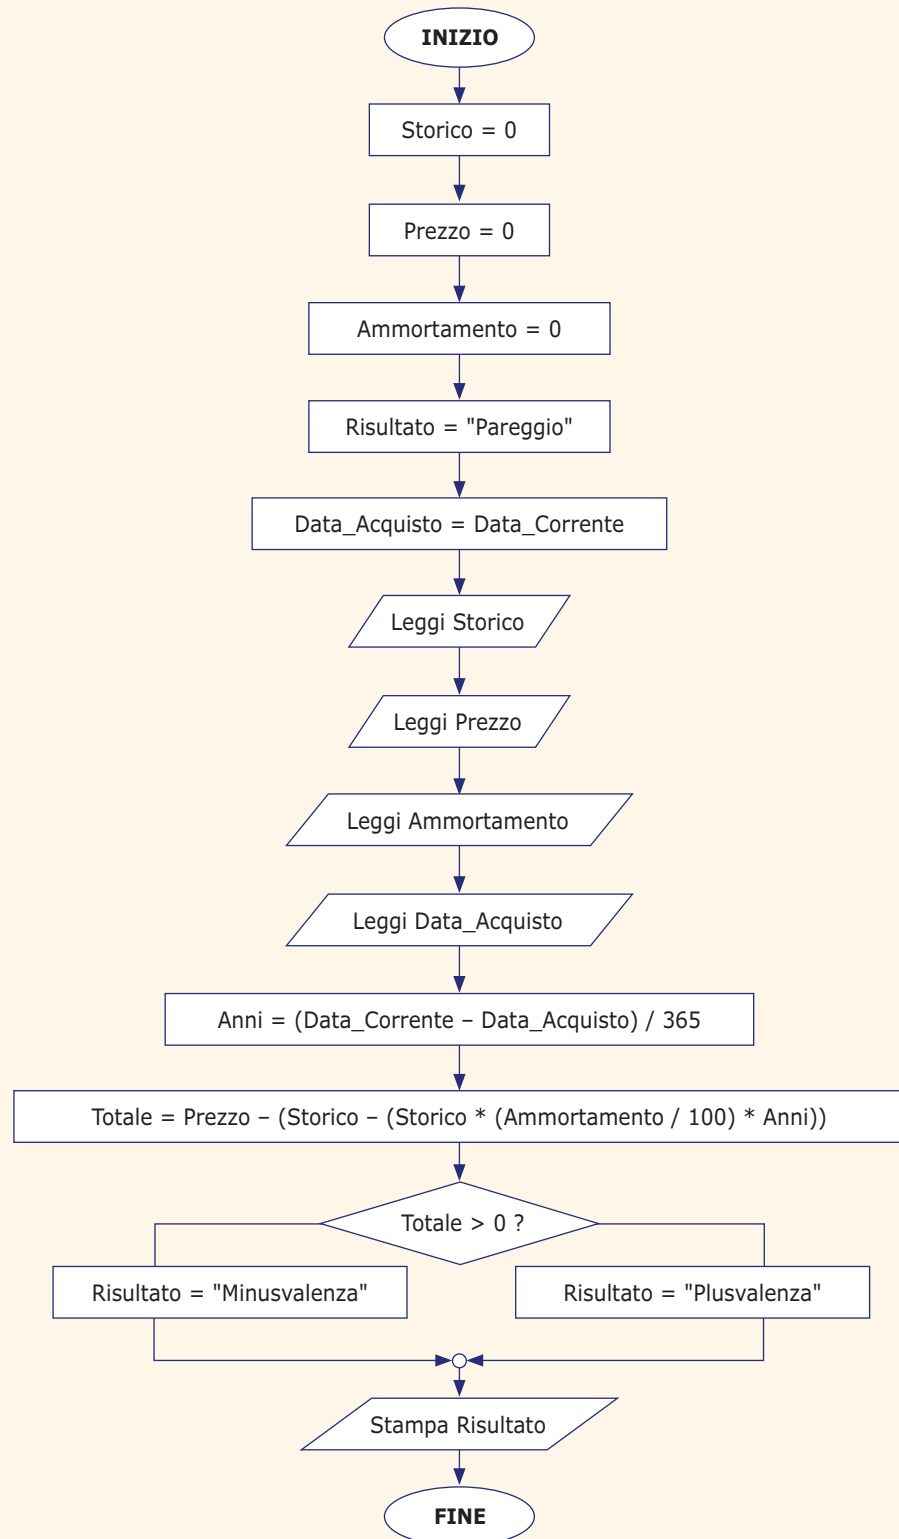 INIZIO
Storico = 0
Prezzo = 0
Ammortamento = 0
Risultato = "Pareggio"
Data_Acquisto = Data_Corrente
Leggi Storico
Leggi Prezzo
Leggi Ammortamento
Leggi Data_Acquisto
Anni = (Data_Corrente – Data_Acquisto) / 365
Totale = Prezzo – (Storico – (Storico * (Ammortamento / 100) * Anni))
Totale > 0 ?
Risultato = "Minusvalenza"
Risultato = "Plusvalenza"
Stampa Risultato
FINE